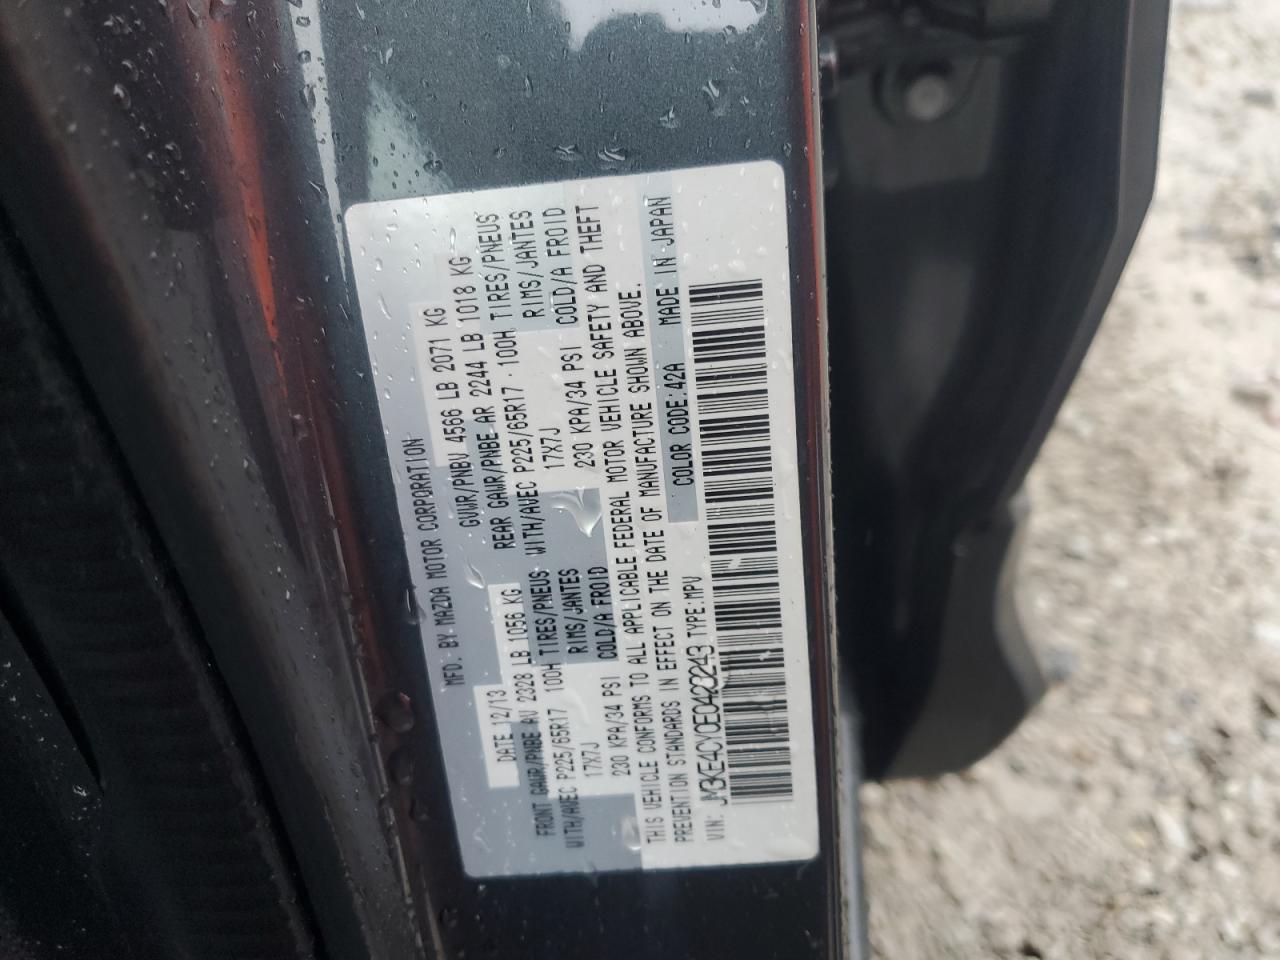 MFD. BY MAZDA MOTOR CORPORATION
DATE 12/13 GVWR/PNBV 4566 LB 2071 KG
FRONT GAWR/PNBE AV 2328 LB 1056 KG REAR GAWR/PNBE AR 2244 LB 1018 KG
WITH/AVEC P225/65R17 100H TIRES/PNEUS WITH/AVEC P225/65R17 100H TIRES/PNEUS
17X7J RIMS/JANTES 17X7J RIMS/JANTES
230 KPA/34 PSI COLD/A FROID 230 KPA/34 PSI COLD/A FROID
THIS VEHICLE CONFORMS TO ALL APPLICABLE FEDERAL MOTOR VEHICLE SAFETY AND THEFT
PREVENTION STANDARDS IN EFFECT ON THE DATE OF MANUFACTURE SHOWN ABOVE.
VIN: JM3KE4CY0E0423243 TYPE:MPV COLOR CODE:42A MADE IN JAPAN